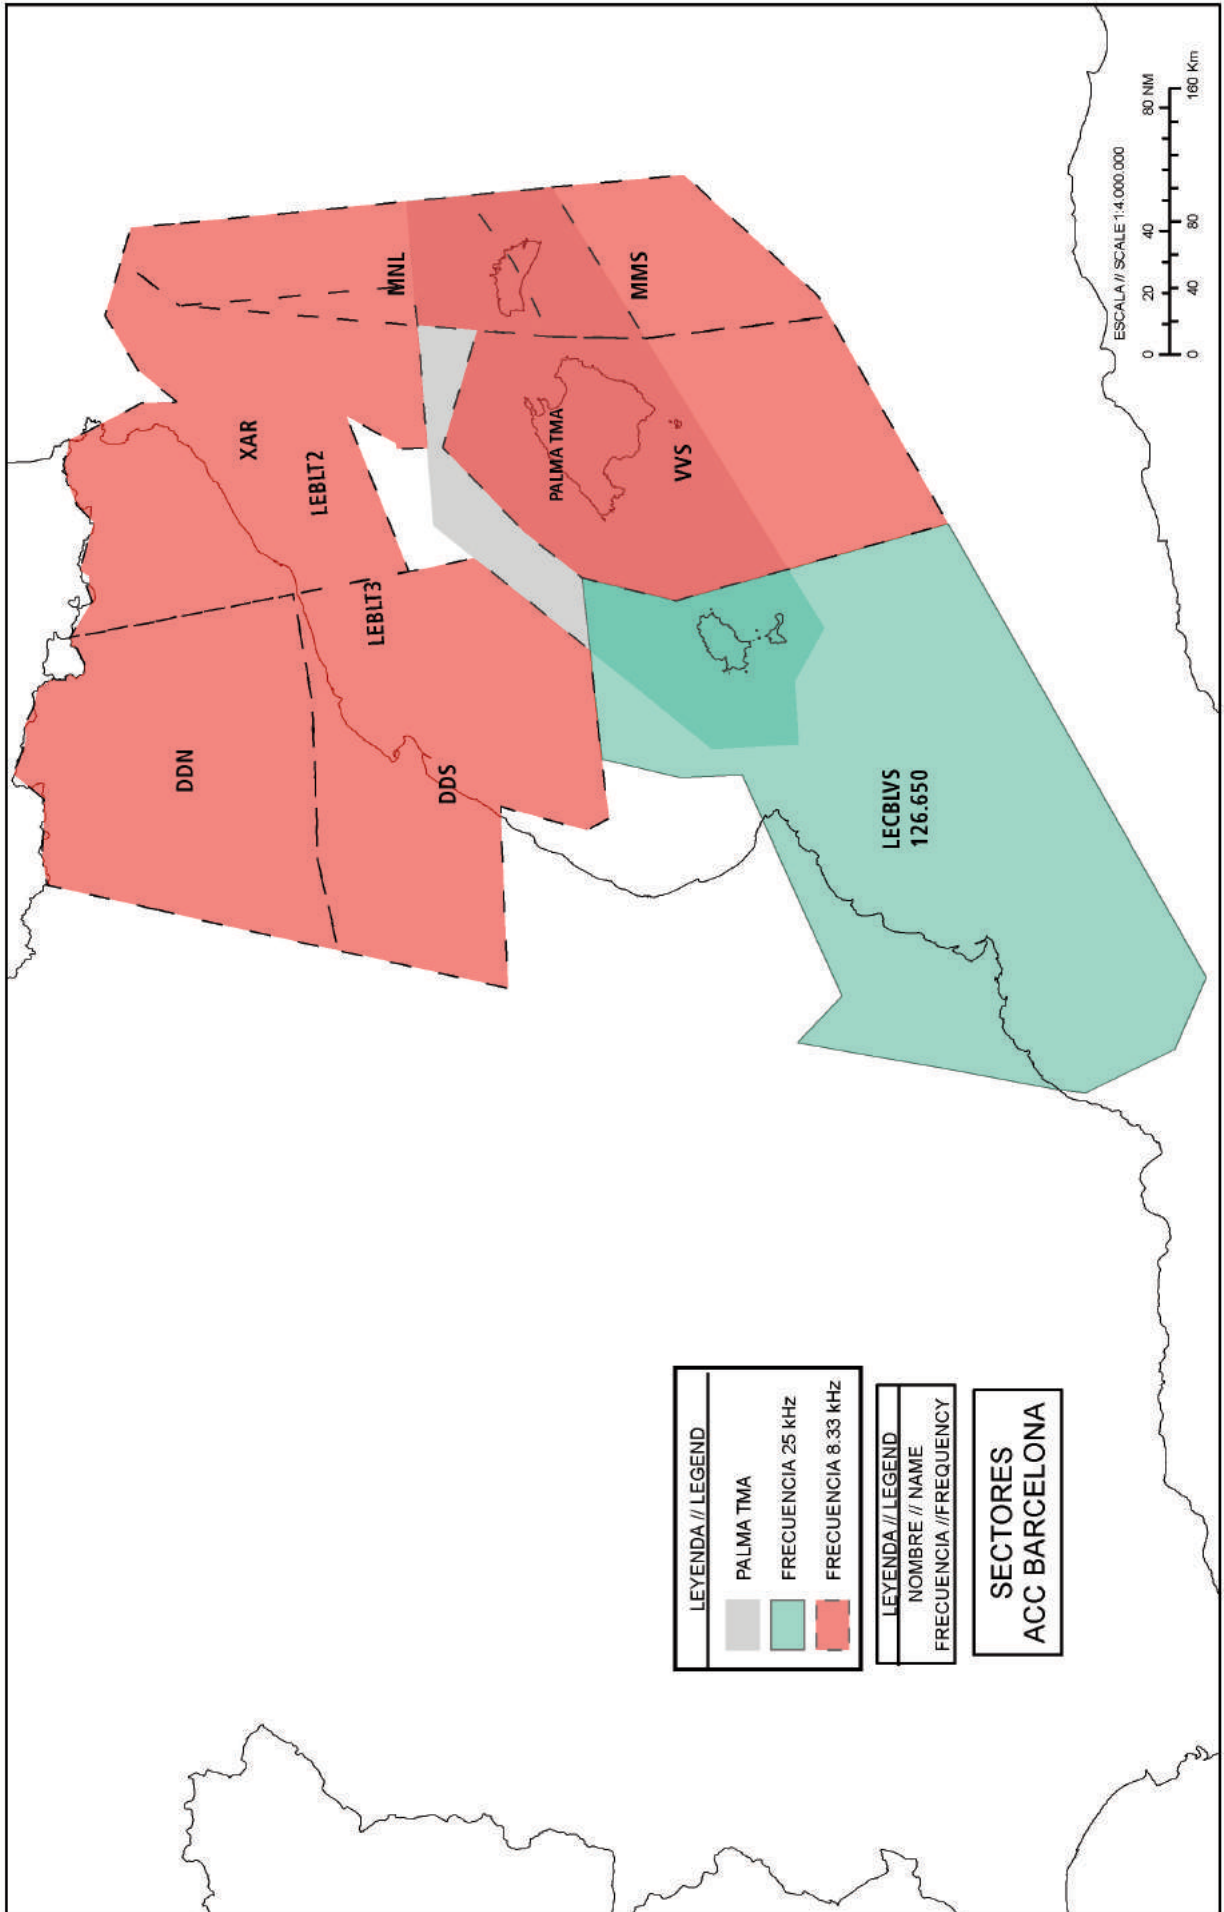 DDN
XAR
LEBLT2
MNL
LEBLT3
DDS
PALMA TMA
MMS
VVS
LECBLVS
126.650
LEYENDA // LEGEND
PALMA TMA
FRECUENCIA 25 kHz
FRECUENCIA 8.33 kHz
LEYENDA // LEGEND
NOMBRE // NAME
FRECUENCIA //FREQUENCY
SECTORES
ACC BARCELONA
ESCALA // SCALE 1:4.000.000
0 20 40 80 NM
0 40 80 160 Km